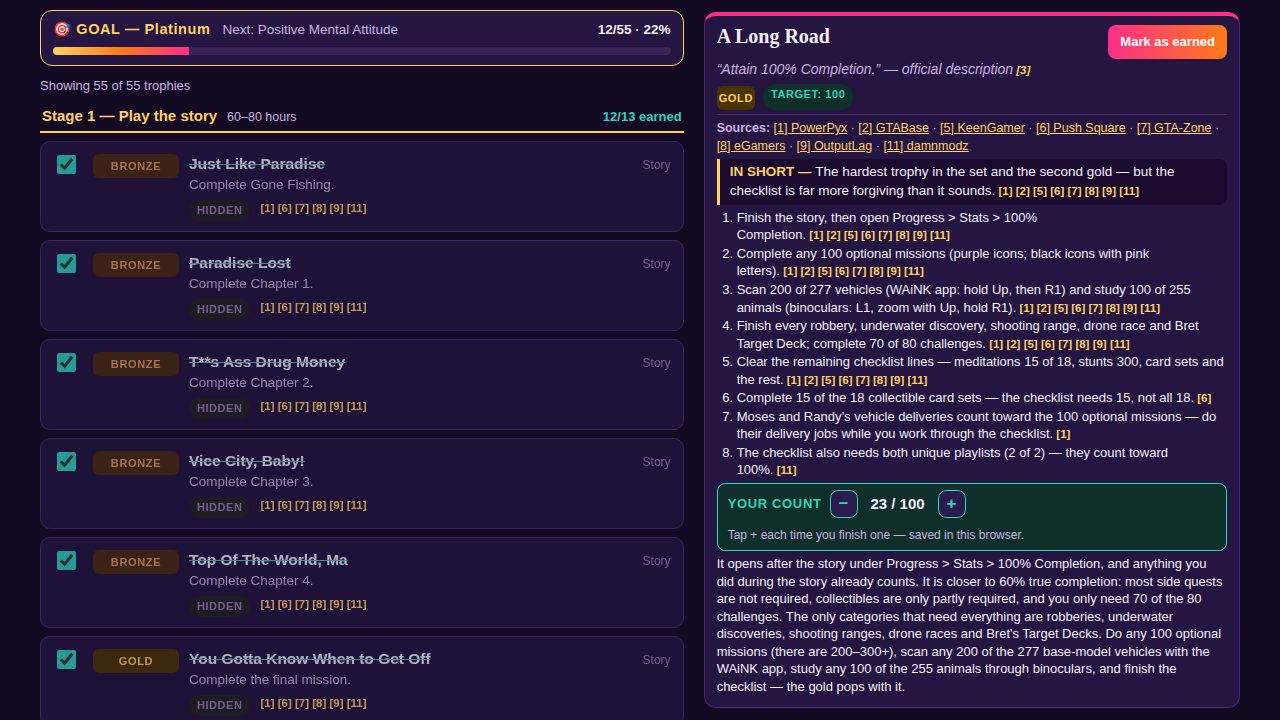 🎯 GOAL — Platinum Next: Positive Mental Attitude 12/55 · 22%
Showing 55 of 55 trophies
Stage 1 — Play the story 60–80 hours 12/13 earned
BRONZE Just Like Paradise Story
Complete Gone Fishing.
HIDDEN [1] [6] [7] [8] [9] [11]
BRONZE Paradise Lost Story
Complete Chapter 1.
HIDDEN [1] [6] [7] [8] [9] [11]
BRONZE T**s Ass Drug Money Story
Complete Chapter 2.
HIDDEN [1] [6] [7] [8] [9] [11]
BRONZE Vice City, Baby! Story
Complete Chapter 3.
HIDDEN [1] [6] [7] [8] [9] [11]
BRONZE Top Of The World, Ma Story
Complete Chapter 4.
HIDDEN [1] [6] [7] [8] [9] [11]
GOLD You Gotta Know When to Get Off Story
Complete the final mission.
HIDDEN [1] [6] [7] [8] [9] [11]
A Long Road
Mark as earned
“Attain 100% Completion.” — official description [3]
GOLD TARGET: 100
Sources: [1] PowerPyx · [2] GTABase · [5] KeenGamer · [6] Push Square · [7] GTA-Zone ·
[8] eGamers · [9] OutputLag · [11] damnmodz
IN SHORT — The hardest trophy in the set and the second gold — but the
checklist is far more forgiving than it sounds. [1] [2] [5] [6] [7] [8] [9] [11]
1. Finish the story, then open Progress > Stats > 100%
Completion. [1] [2] [5] [6] [7] [8] [9] [11]
2. Complete any 100 optional missions (purple icons; black icons with pink
letters). [1] [2] [5] [6] [7] [8] [9] [11]
3. Scan 200 of 277 vehicles (WAiNK app: hold Up, then R1) and study 100 of 255
animals (binoculars: L1, zoom with Up, hold R1). [1] [2] [5] [6] [7] [8] [9] [11]
4. Finish every robbery, underwater discovery, shooting range, drone race and Bret
Target Deck; complete 70 of 80 challenges. [1] [2] [5] [6] [7] [8] [9] [11]
5. Clear the remaining checklist lines — meditations 15 of 18, stunts 300, card sets and
the rest. [1] [2] [5] [6] [7] [8] [9] [11]
6. Complete 15 of the 18 collectible card sets — the checklist needs 15, not all 18. [6]
7. Moses and Randy’s vehicle deliveries count toward the 100 optional missions — do
their delivery jobs while you work through the checklist. [1]
8. The checklist also needs both unique playlists (2 of 2) — they count toward
100%. [11]
YOUR COUNT − 23 / 100 +
Tap + each time you finish one — saved in this browser.
It opens after the story under Progress > Stats > 100% Completion, and anything you
did during the story already counts. It is closer to 60% true completion: most side quests
are not required, collectibles are only partly required, and you only need 70 of the 80
challenges. The only categories that need everything are robberies, underwater
discoveries, shooting ranges, drone races and Bret's Target Decks. Do any 100 optional
missions (there are 200–300+), scan any 200 of the 277 base-model vehicles with the
WAiNK app, study any 100 of the 255 animals through binoculars, and finish the
checklist — the gold pops with it.